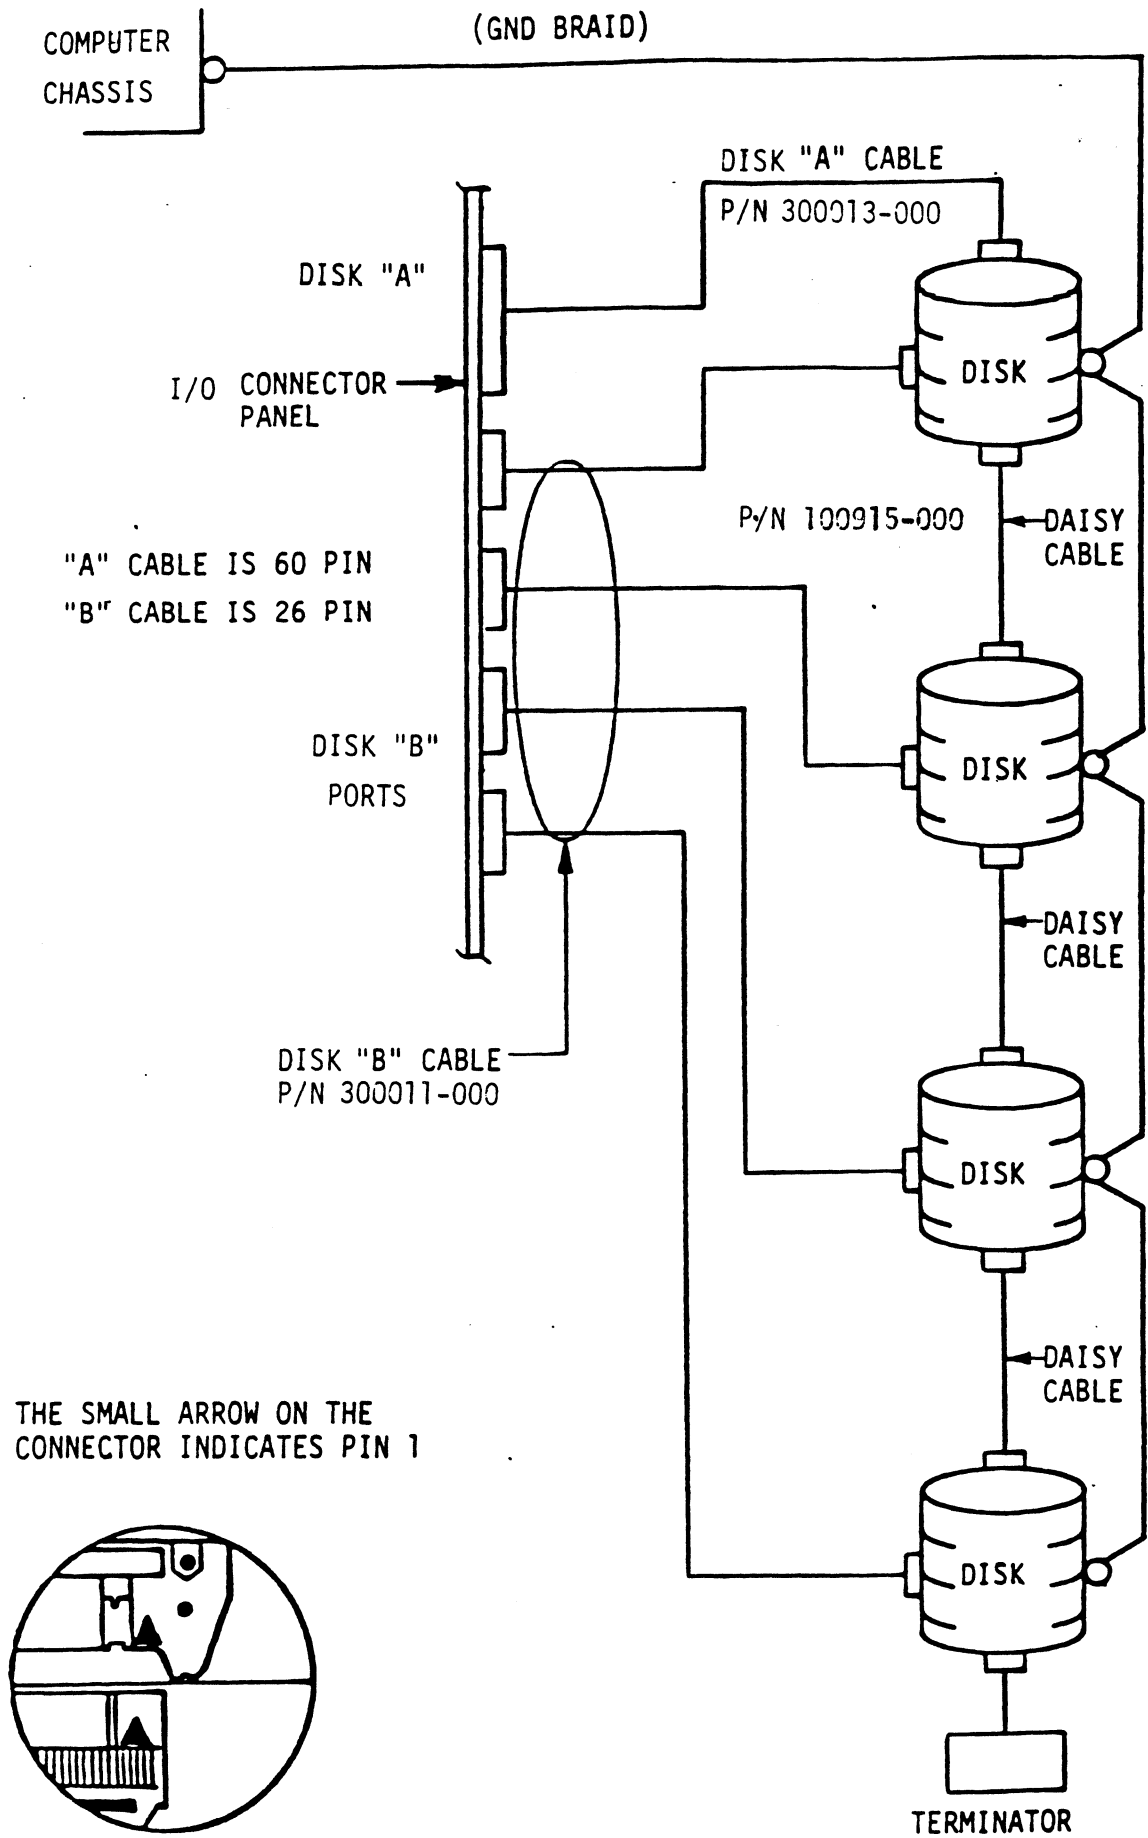 (GND BRAID)
COMPUTER
CHASSIS
DISK "A" CABLE
P/N 300013-000
DISK "A"
I/O CONNECTOR
PANEL
DISK
P/N 100915-000
DAISY
CABLE
"A" CABLE IS 60 PIN
"B" CABLE IS 26 PIN
DISK "B"
PORTS
DISK
DAISY
CABLE
DISK "B" CABLE
P/N 300011-000
DISK
DAISY
CABLE
THE SMALL ARROW ON THE
CONNECTOR INDICATES PIN 1
DISK
TERMINATOR